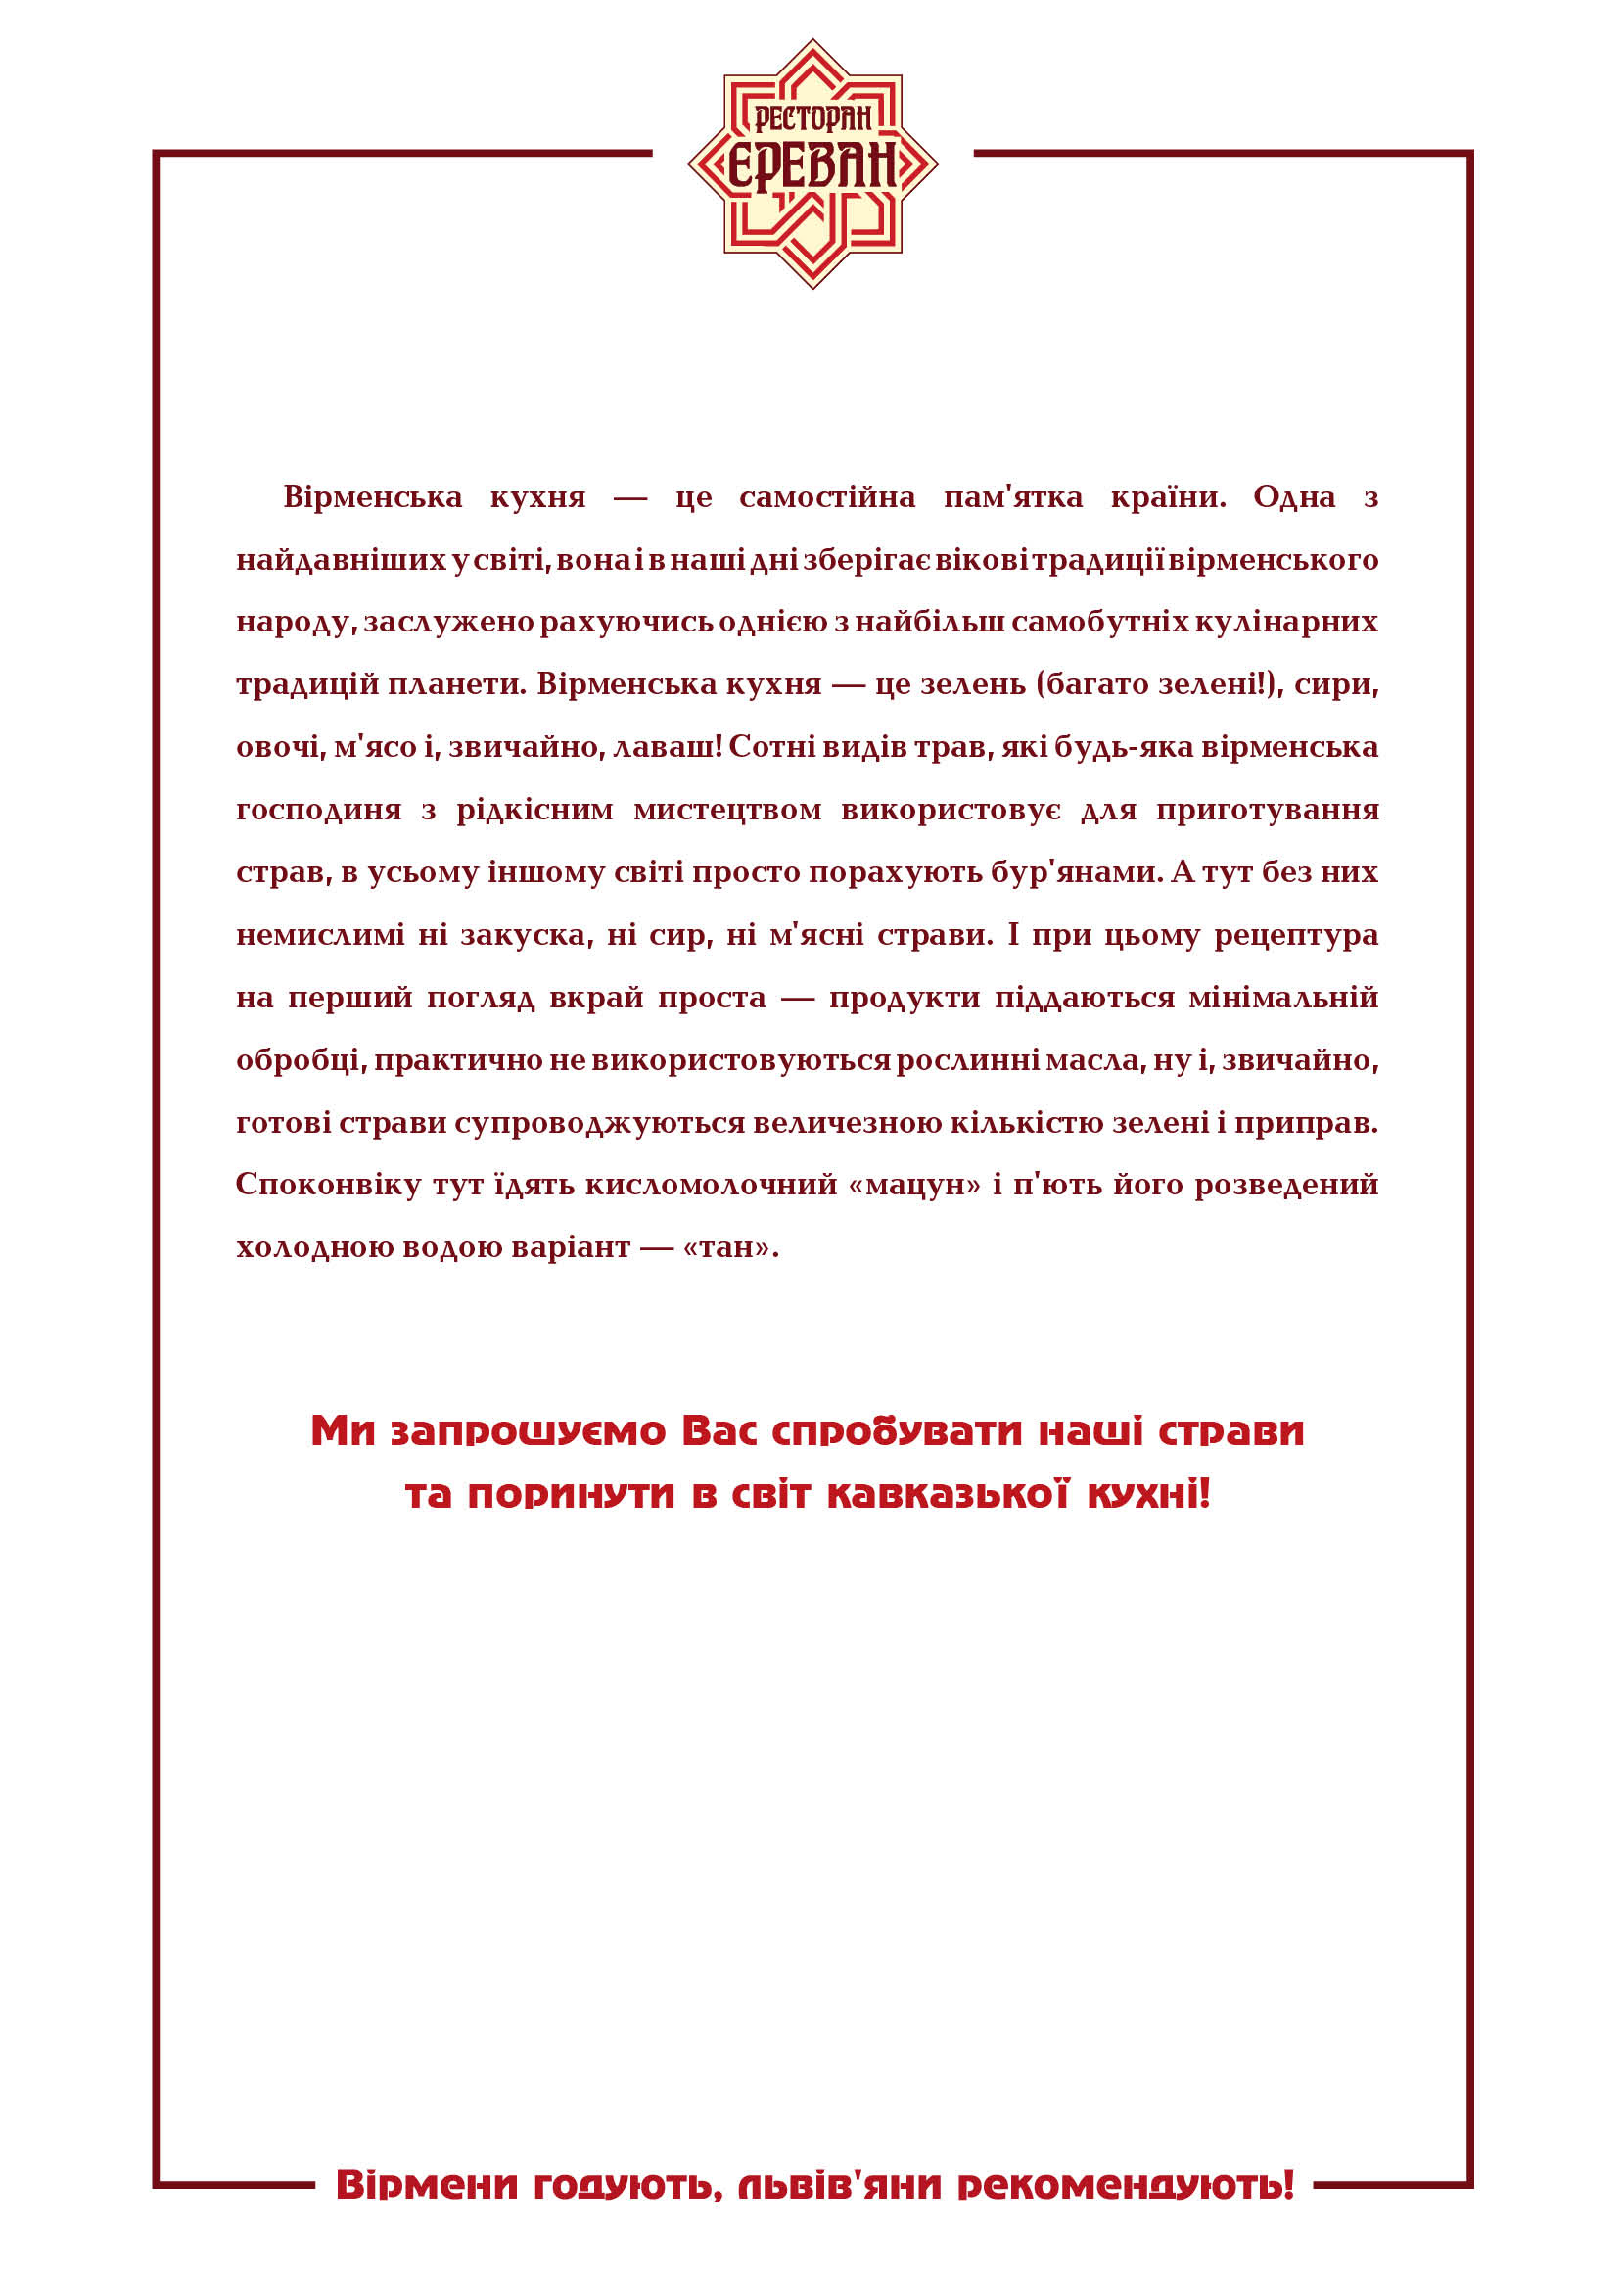 РЕСТОРАН
ЄРЕВАН
Вірменська кухня — це самостійна пам'ятка країни. Одна з
найдавніших у світі, вона і в наші дні зберігає вікові традиції вірменського
народу, заслужено рахуючись однією з найбільш самобутніх кулінарних
традицій планети. Вірменська кухня — це зелень (багато зелені!), сири,
овочі, м'ясо і, звичайно, лаваш! Сотні видів трав, які будь-яка вірменська
господиня з рідкісним мистецтвом використовує для приготування
страв, в усьому іншому світі просто порахують бур'янами. А тут без них
немислимі ні закуска, ні сир, ні м'ясні страви. І при цьому рецептура
на перший погляд вкрай проста — продукти піддаються мінімальній
обробці, практично не використовуються рослинні масла, ну і, звичайно,
готові страви супроводжуються величезною кількістю зелені і приправ.
Споконвіку тут їдять кисломолочний «мацун» і п'ють його розведений
холодною водою варіант — «тан».
Ми запрошуємо Вас спробувати наші страви
та поринути в світ кавказької кухні!
Вірмени годують, львів'яни рекомендують!